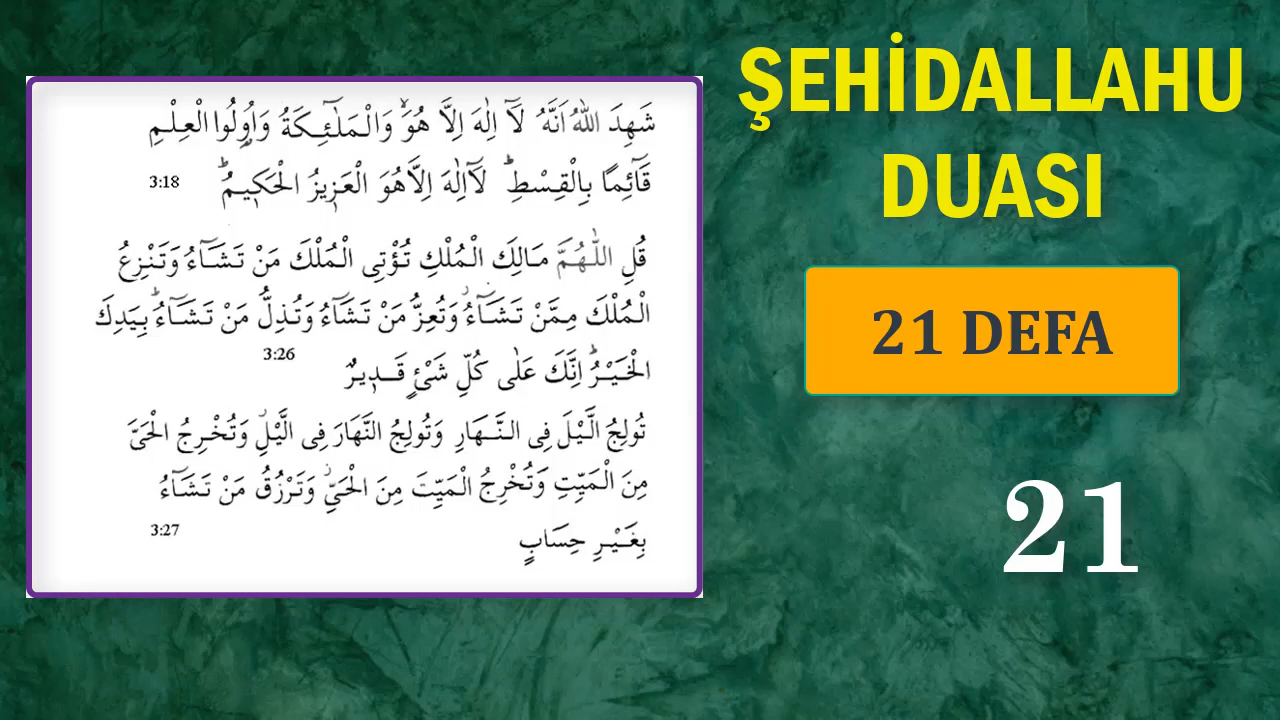 شَهِدَ اللّٰهُ اَنَّهُ لَٓا اِلٰهَ اِلَّا هُوَۙ وَالْمَلٰٓئِكَةُ وَاُو۬لُوا الْعِلْمِ
قَٓائِمًا بِالْقِسْطِؕ لَٓااِلٰهَ اِلَّاهُوَ الْعَز۪يزُ الْحَك۪يمُؕ 3:18
قُلِ اللّٰهُمَّ مَالِكَ الْمُلْكِ تُؤْتِى الْمُلْكَ مَنْ تَشَٓاءُ وَتَنْزِعُ
الْمُلْكَ مِمَّنْ تَشَٓاءُۘ وَتُعِزُّ مَنْ تَشَٓاءُ وَتُذِلُّ مَنْ تَشَٓاءُؕ بِيَدِكَ
الْخَيْرُؕ اِنَّكَ عَلٰى كُلِّ شَىْءٍ قَد۪يرٌ 3:26
تُولِجُ الَّيْلَ فِى النَّهَارِ وَتُولِجُ النَّهَارَ فِى الَّيْلِۘ وَتُخْرِجُ الْحَىَّ
مِنَ الْمَيِّتِ وَتُخْرِجُ الْمَيِّتَ مِنَ الْحَىِّۘ وَتَرْزُقُ مَنْ تَشَٓاءُ
بِغَيْرِ حِسَابٍ 3:27
ŞEHİDALLAHU
DUASI
21 DEFA
21